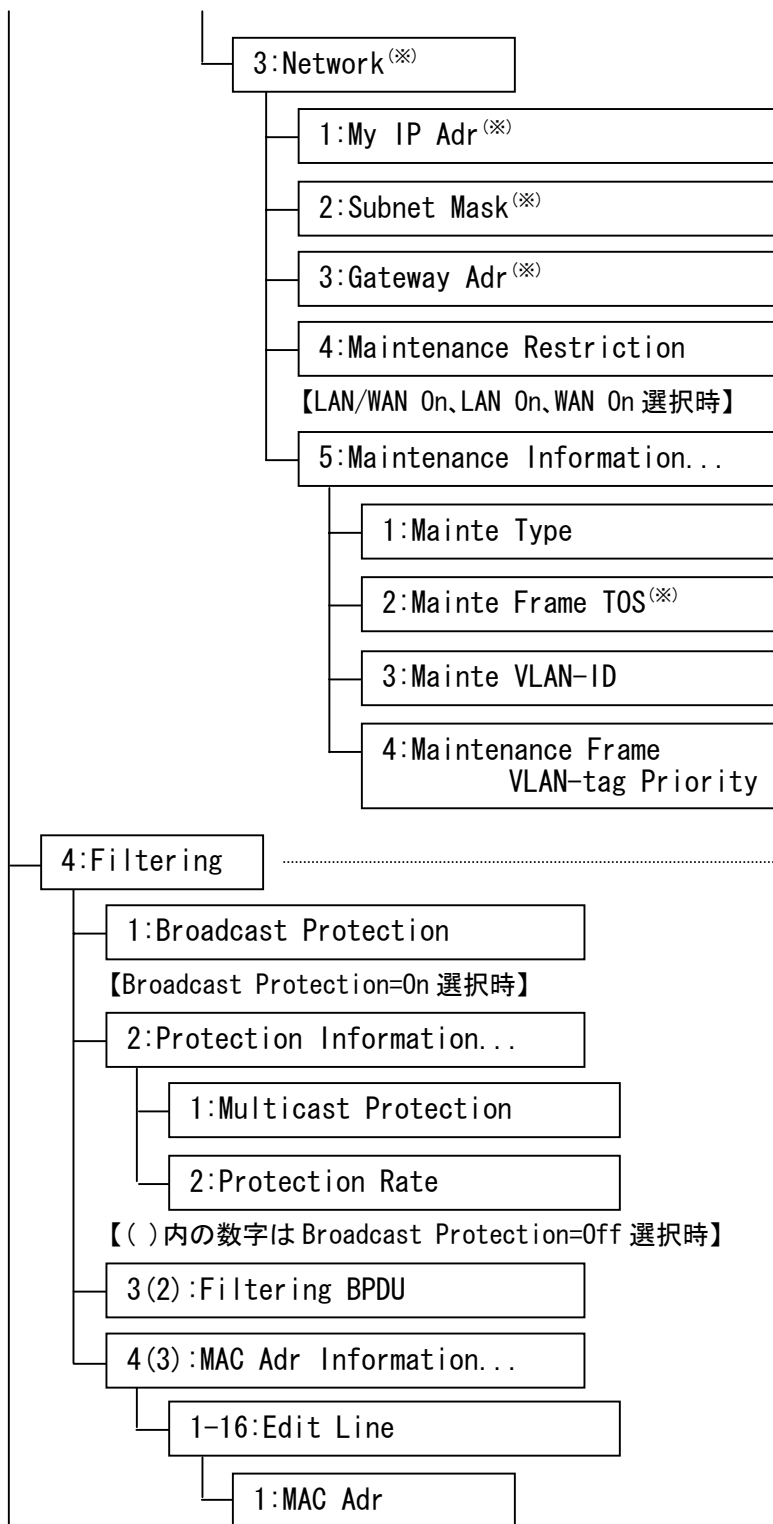 3:Network(※)
1:My IP Adr(※)
2:Subnet Mask(※)
3:Gateway Adr(※)
4:Maintenance Restriction
【LAN/WAN On、LAN On、WAN On 選択時】
5:Maintenance Information...
1:Mainte Type
2:Mainte Frame TOS(※)
3:Mainte VLAN-ID
4:Maintenance Frame
VLAN-tag Priority
4:Filtering
1:Broadcast Protection
【Broadcast Protection=On 選択時】
2:Protection Information...
1:Multicast Protection
2:Protection Rate
【( )内の数字は Broadcast Protection=Off 選択時】
3(2):Filtering BPDU
4(3):MAC Adr Information...
1-16:Edit Line
1:MAC Adr